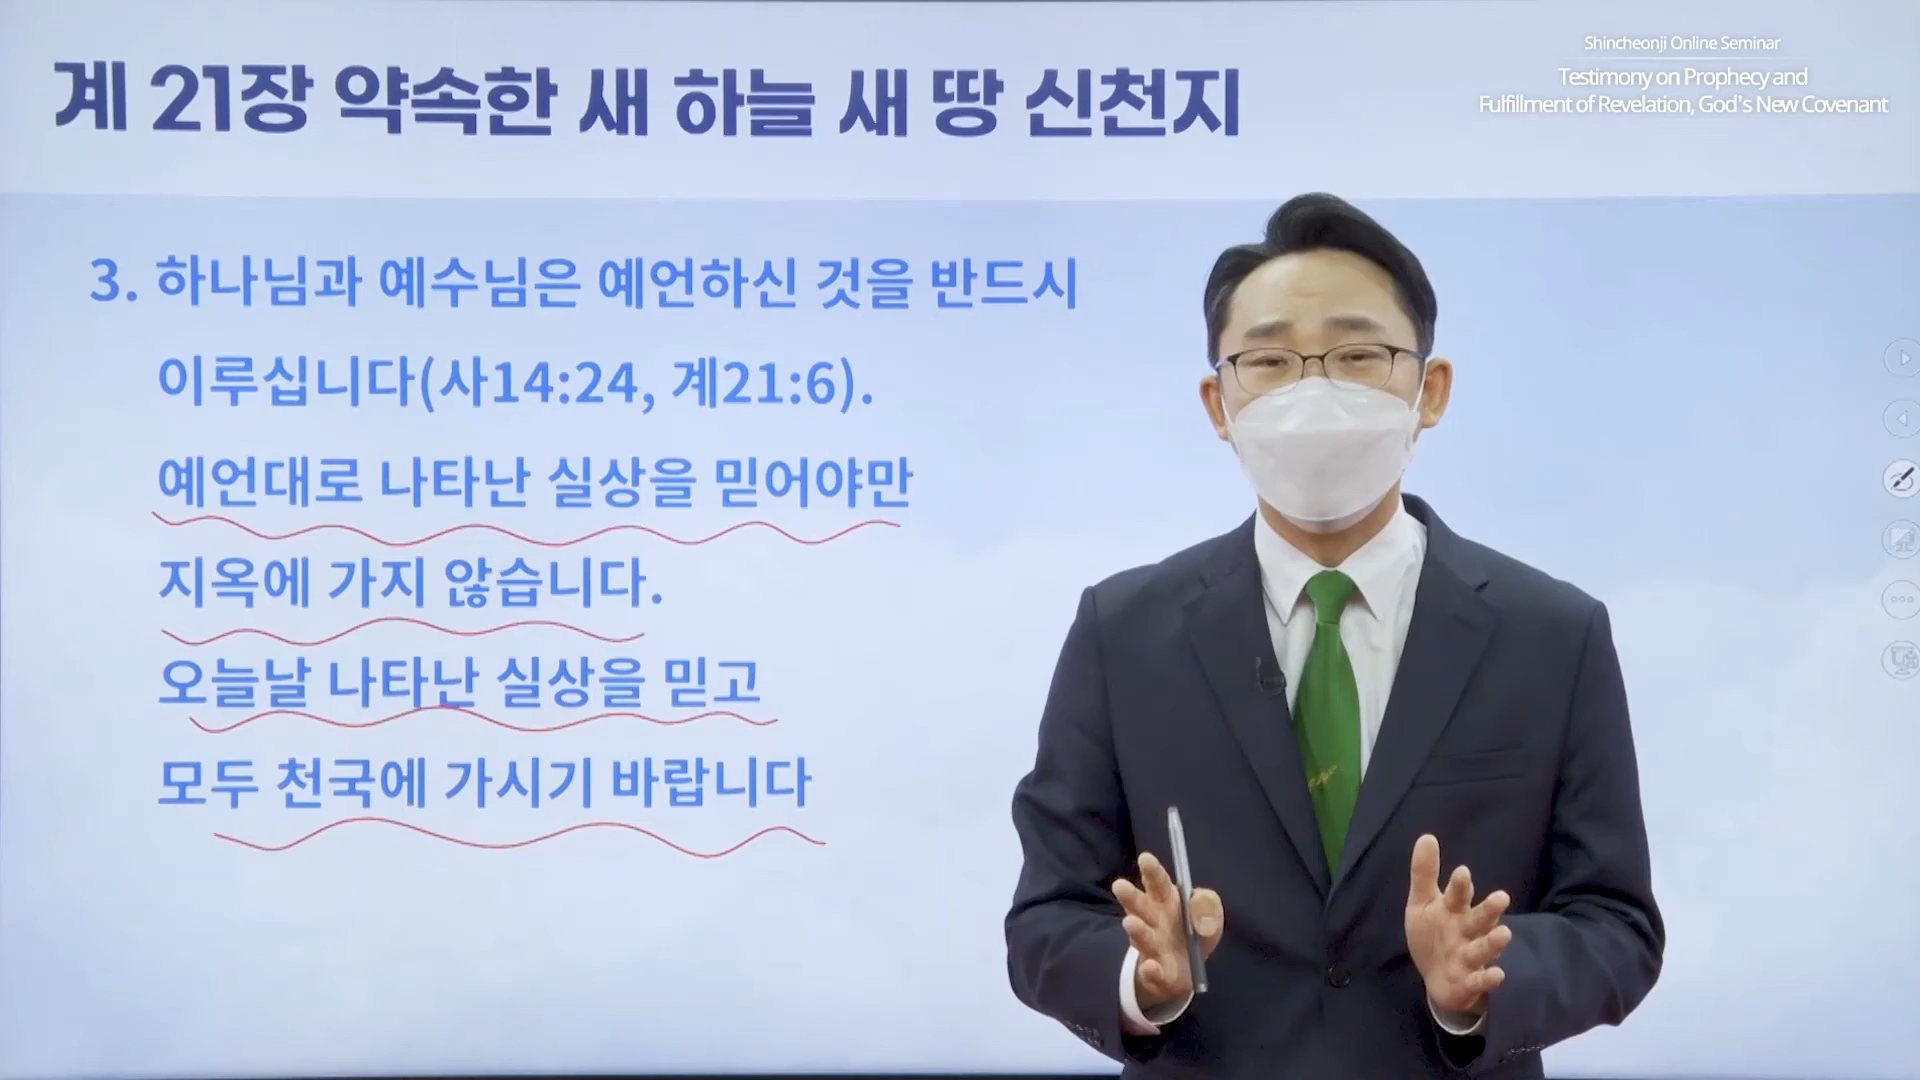 Shincheonji Online Seminar
Testimony on Prophecy and
Fulfillment of Revelation, God's New Covenant
계 21장 약속한 새 하늘 새 땅 신천지
3. 하나님과 예수님은 예언하신 것을 반드시
이루십니다(사14:24, 계21:6).
예언대로 나타난 실상을 믿어야만
지옥에 가지 않습니다.
오늘날 나타난 실상을 믿고
모두 천국에 가시기 바랍니다